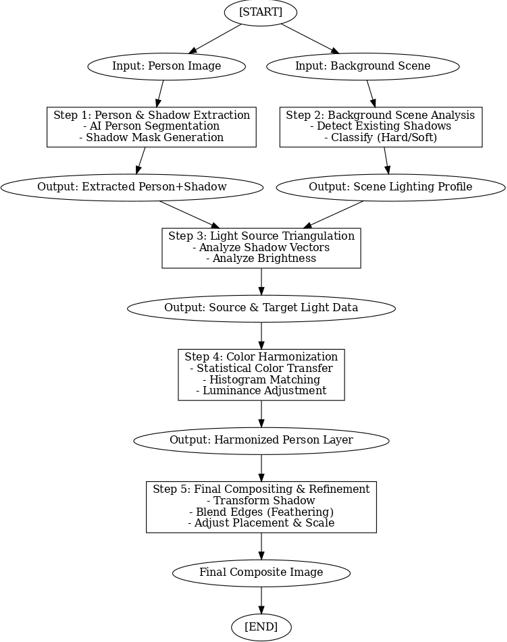 [START]
Input: Person Image
Input: Background Scene
Step 1: Person & Shadow Extraction
- AI Person Segmentation
- Shadow Mask Generation
Step 2: Background Scene Analysis
- Detect Existing Shadows
- Classify (Hard/Soft)
Output: Extracted Person+Shadow
Output: Scene Lighting Profile
Step 3: Light Source Triangulation
- Analyze Shadow Vectors
- Analyze Brightness
Output: Source & Target Light Data
Step 4: Color Harmonization
- Statistical Color Transfer
- Histogram Matching
- Luminance Adjustment
Output: Harmonized Person Layer
Step 5: Final Compositing & Refinement
- Transform Shadow
- Blend Edges (Feathering)
- Adjust Placement & Scale
Final Composite Image
[END]